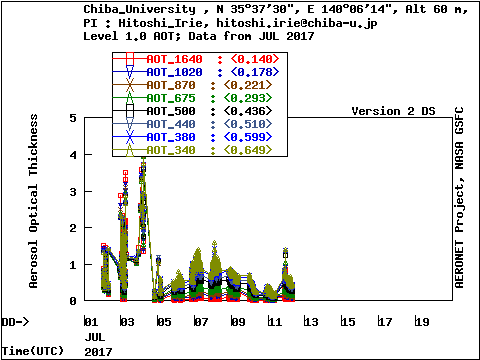 Chiba_University , N 35°37'30", E 140°06'14", Alt 60 m,
PI : Hitoshi_Irie, hitoshi.irie@chiba-u.jp
Level 1.0 AOT; Data from JUL 2017
AOT_1640 : <0.140>
AOT_1020 : <0.178>
AOT_870 : <0.221>
AOT_675 : <0.293>
AOT_500 : <0.436>
AOT_440 : <0.510>
AOT_380 : <0.599>
AOT_340 : <0.649>
Version 2 DS
Aerosol Optical Thickness
5
4
3
2
1
0
AERONET Project, NASA GSFC
DD-> 01 03 05 07 09 11 13 15 17 19
JUL
Time(UTC) 2017